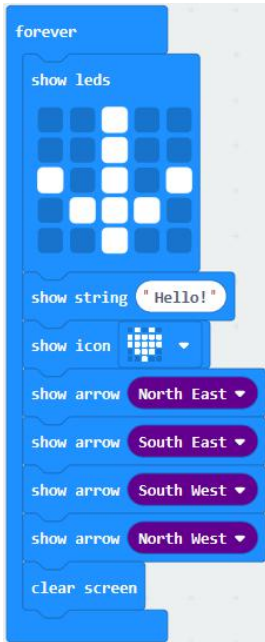 forever
show leds
show string "Hello!"
show icon
show arrow North East
show arrow South East
show arrow South West
show arrow North West
clear screen